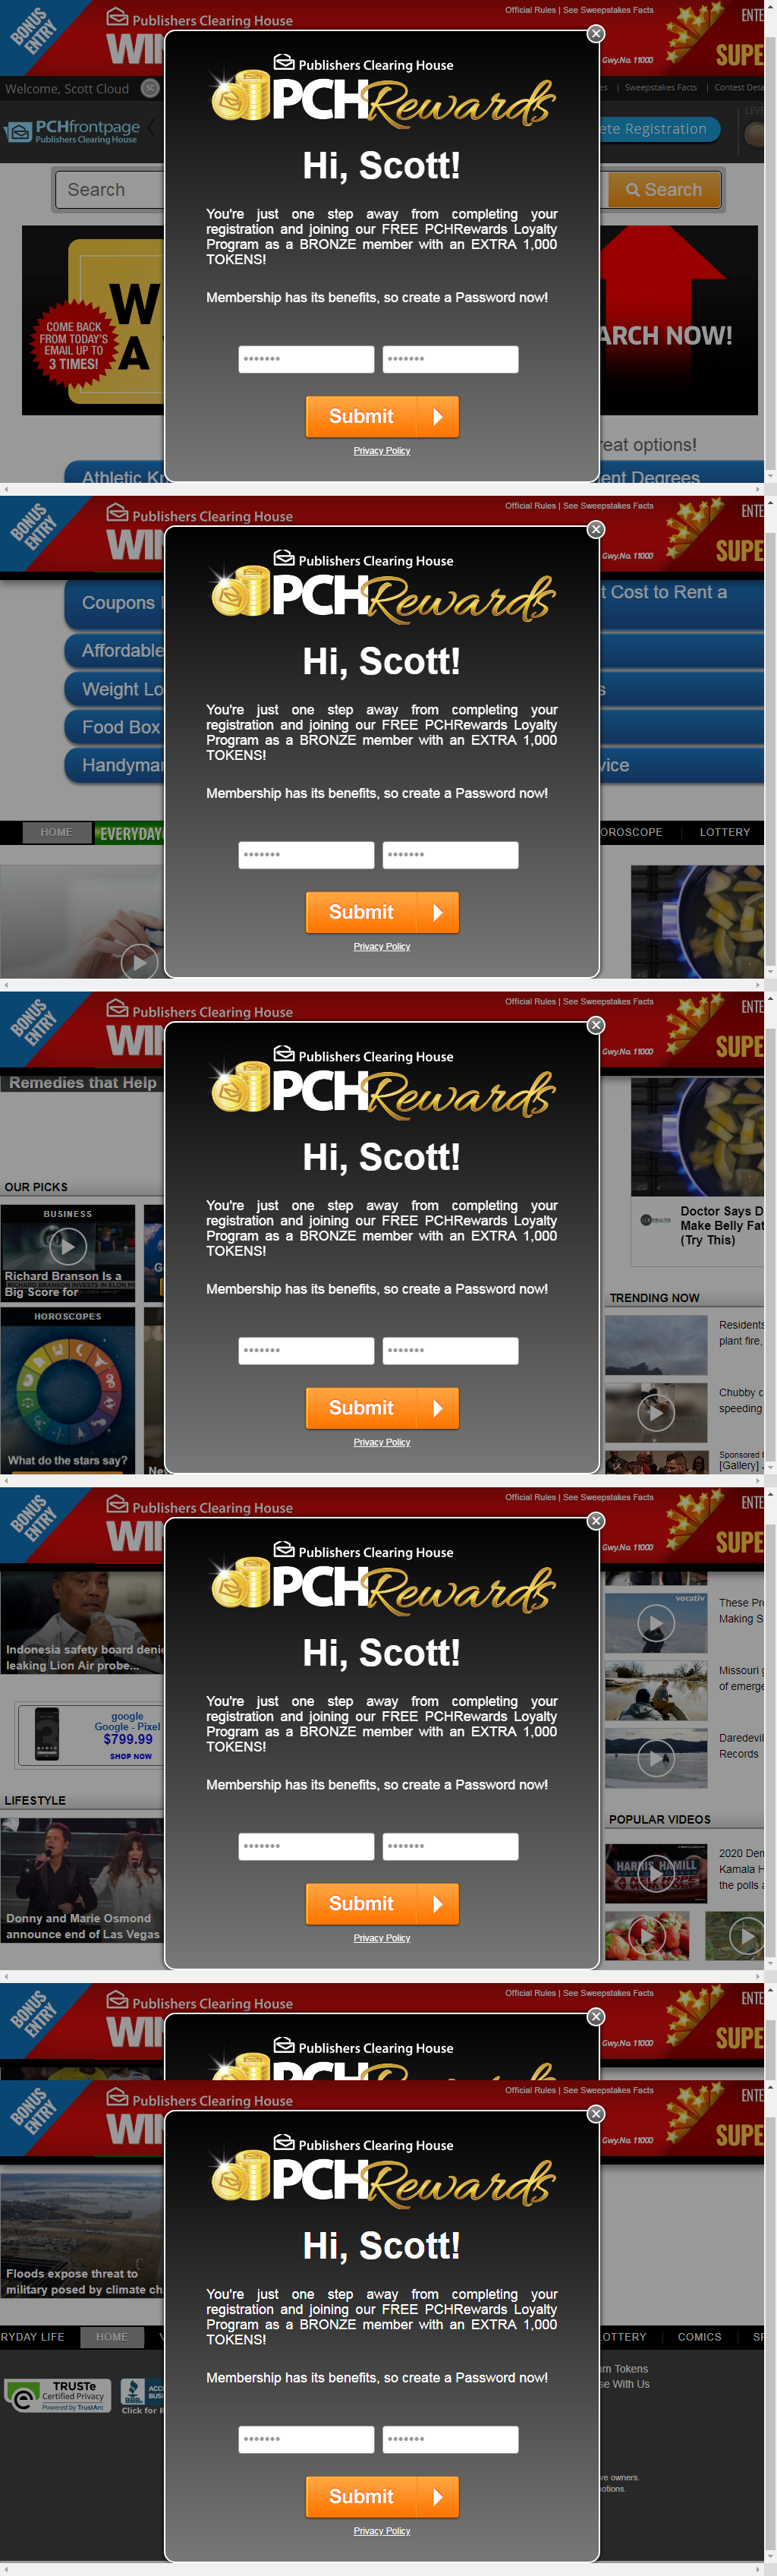 BONUS
ENTRY
Publishers Clearing House
WIN
Official Rules | See Sweepstakes Facts
Gwy.No. 11000
SUPE
Welcome, Scott Cloud
SC
Sweepstakes Facts | Contest Deta
PCHfrontpage
Publishers Clearing House
ete Registration
LEVE
Search
Search
Publishers Clearing House
PCHRewards
Hi, Scott!
You're just one step away from completing your
registration and joining our FREE PCHRewards Loyalty
Program as a BRONZE member with an EXTRA 1,000
TOKENS!
Membership has its benefits, so create a Password now!
Submit
Privacy Policy
COME BACK
FROM TODAY'S
EMAIL UP TO
3 TIMES!
W
A
ARCH NOW!
reat options!
Athletic Kn
ent Degrees
BONUS
ENTRY
Publishers Clearing House
WIN
Official Rules | See Sweepstakes Facts
ENTE
Gwy.No. 11000
SUPE
Publishers Clearing House
PCHRewards
Hi, Scott!
You're just one step away from completing your
registration and joining our FREE PCHRewards Loyalty
Program as a BRONZE member with an EXTRA 1,000
TOKENS!
Membership has its benefits, so create a Password now!
Submit
Privacy Policy
Coupons
t Cost to Rent a
Affordable
Weight Lo
s
Food Box
Handyma
vice
HOME
EVERYDAY
OROSCOPE
LOTTERY
BONUS
ENTRY
Publishers Clearing House
WIN
Official Rules | See Sweepstakes Facts
ENTE
Gwy.No. 11000
SUPE
Publishers Clearing House
PCHRewards
Hi, Scott!
You're just one step away from completing your
registration and joining our FREE PCHRewards Loyalty
Program as a BRONZE member with an EXTRA 1,000
TOKENS!
Membership has its benefits, so create a Password now!
Submit
Privacy Policy
Remedies that Help
OUR PICKS
BUSINESS
Richard Branson Is a
Big Score for
HOROSCOPES
What do the stars say?
Doctor Says D
Make Belly Fat
(Try This)
TRENDING NOW
Residents
plant fire,
Chubby c
speeding
Sponsored
[Gallery]
BONUS
ENTRY
Publishers Clearing House
WIN
Official Rules | See Sweepstakes Facts
ENTE
Gwy.No. 11000
SUPE
Publishers Clearing House
PCHRewards
Hi, Scott!
You're just one step away from completing your
registration and joining our FREE PCHRewards Loyalty
Program as a BRONZE member with an EXTRA 1,000
TOKENS!
Membership has its benefits, so create a Password now!
Submit
Privacy Policy
Indonesia safety board denie
leaking Lion Air probe...
google
Google - Pixel
$799.99
SHOP NOW
LIFESTYLE
Donny and Marie Osmond
announce end of Las Vegas
vocativ
These Pro
Making S
Missouri g
of emerge
Daredevil
Records
POPULAR VIDEOS
HARRIS HAMILL
2020 Dem
Kamala H
the polls a
BONUS
ENTRY
Publishers Clearing House
WIN
Official Rules | See Sweepstakes Facts
ENTE
Gwy.No. 11000
SUPE
Publishers Clearing House
PCHRewards
BONUS
ENTRY
Publishers Clearing House
WIN
Official Rules | See Sweepstakes Facts
ENTE
Gwy.No. 11000
SUPE
Publishers Clearing House
PCHRewards
Hi, Scott!
You're just one step away from completing your
registration and joining our FREE PCHRewards Loyalty
Program as a BRONZE member with an EXTRA 1,000
TOKENS!
Membership has its benefits, so create a Password now!
Submit
Privacy Policy
Floods expose threat to
military posed by climate ch
RYDAY LIFE
HOME
OTTERY
COMICS
SP
TRUSTe
Certified Privacy
Powered by TrustArc
BBB
ACC
BUSI
Click for R
rn Tokens
se With Us
ve owners.
otions.